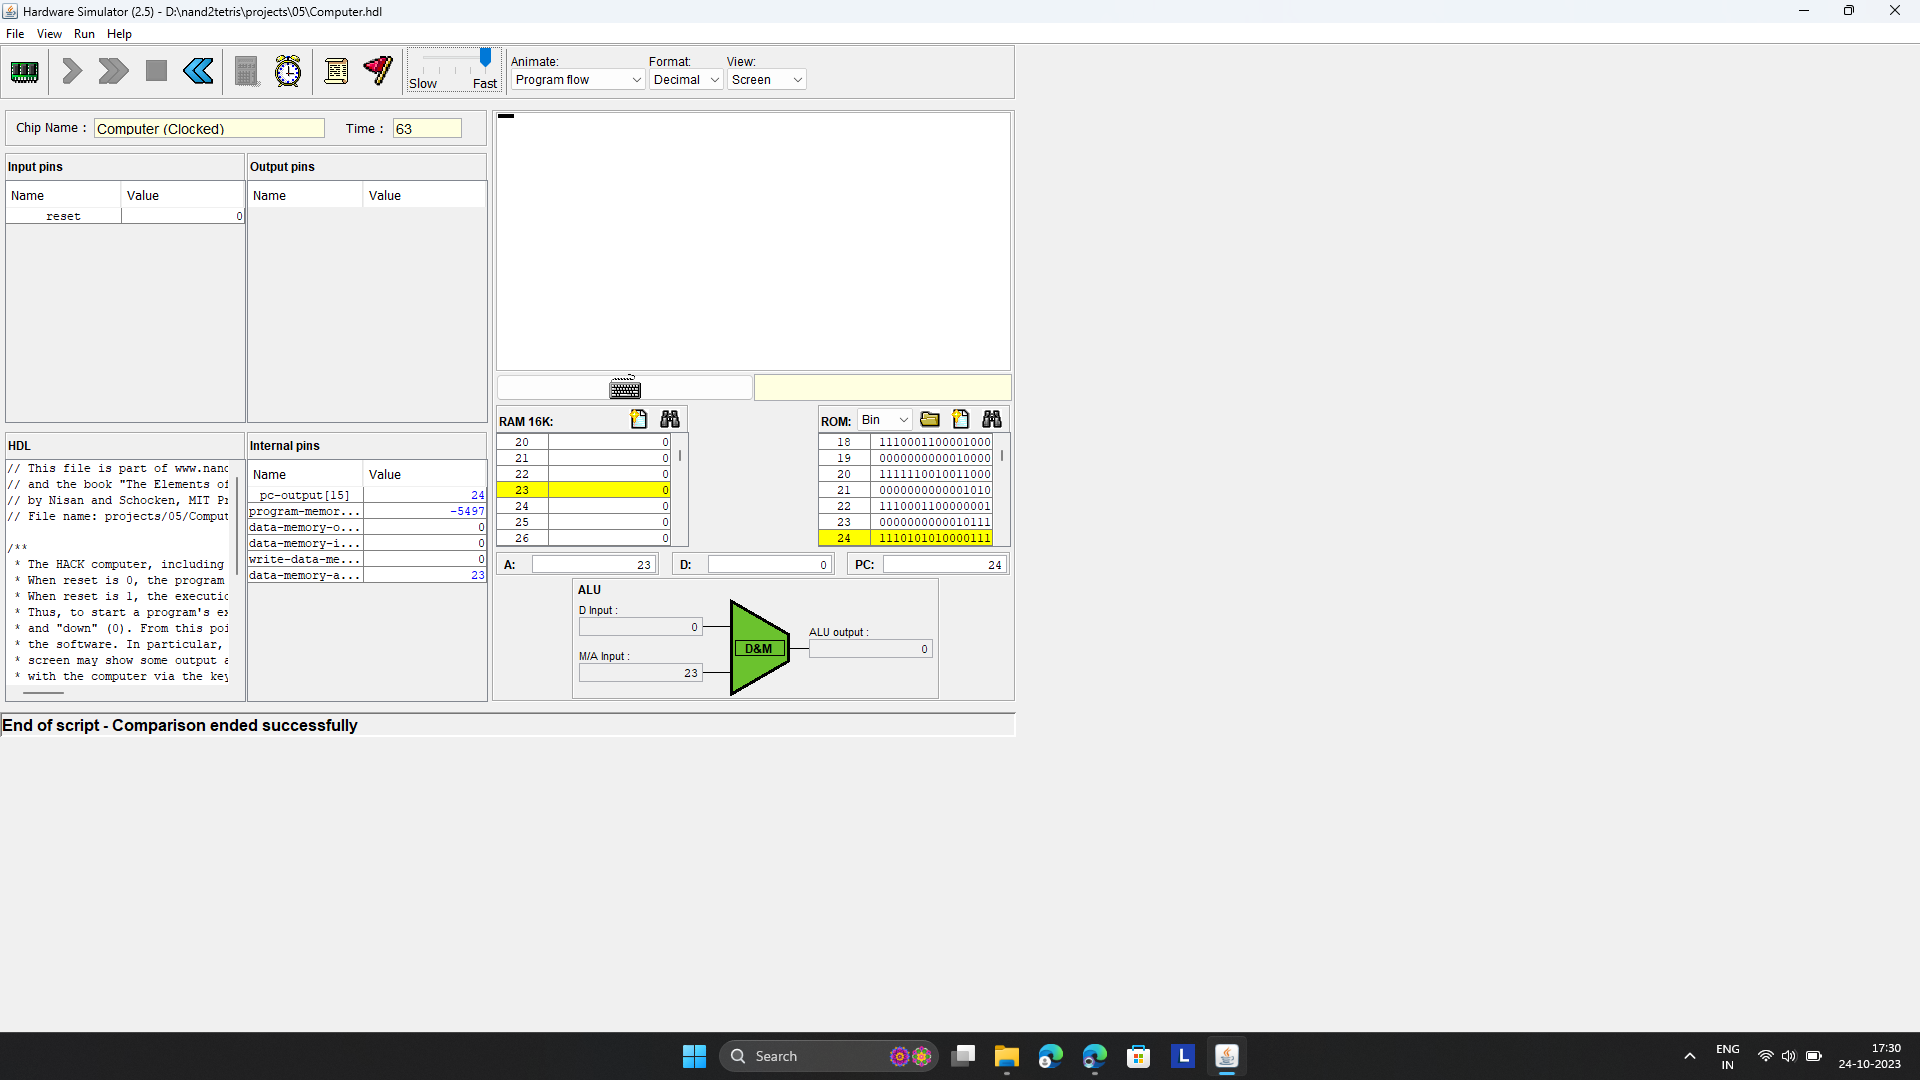 Hardware Simulator (2.5) - D:\nand2tetris\projects\05\Computer.hdl
File View Run Help
Slow Fast
Animate: Format: View:
Program flow Decimal Screen
Chip Name : Computer (Clocked) Time : 63
Input pins
Name Value
reset 0
Output pins
Name Value
HDL
// This file is part of www.nand
// and the book "The Elements of
// by Nisan and Schocken, MIT Pr
// File name: projects/05/Comput
/**
* The HACK computer, including
* When reset is 0, the program
* When reset is 1, the executio
* Thus, to start a program's ex
* and "down" (0). From this poi
* the software. In particular,
* screen may show some output a
* with the computer via the key
Internal pins
Name Value
pc-output[15] 24
program-memor... -5497
data-memory-o... 0
data-memory-i... 0
write-data-me... 0
data-memory-a... 23
RAM 16K:
20 0
21 0
22 0
23 0
24 0
25 0
26 0
ROM: Bin
18 1110001100001000
19 0000000000010000
20 1111110010011000
21 0000000000001010
22 1110001100000001
23 0000000000010111
24 1110101010000111
A: 23 D: 0 PC: 24
ALU
D Input :
0
M/A Input :
23
D&M
ALU output :
0
End of script - Comparison ended successfully
Search
L
ENG
IN
17:30
24-10-2023